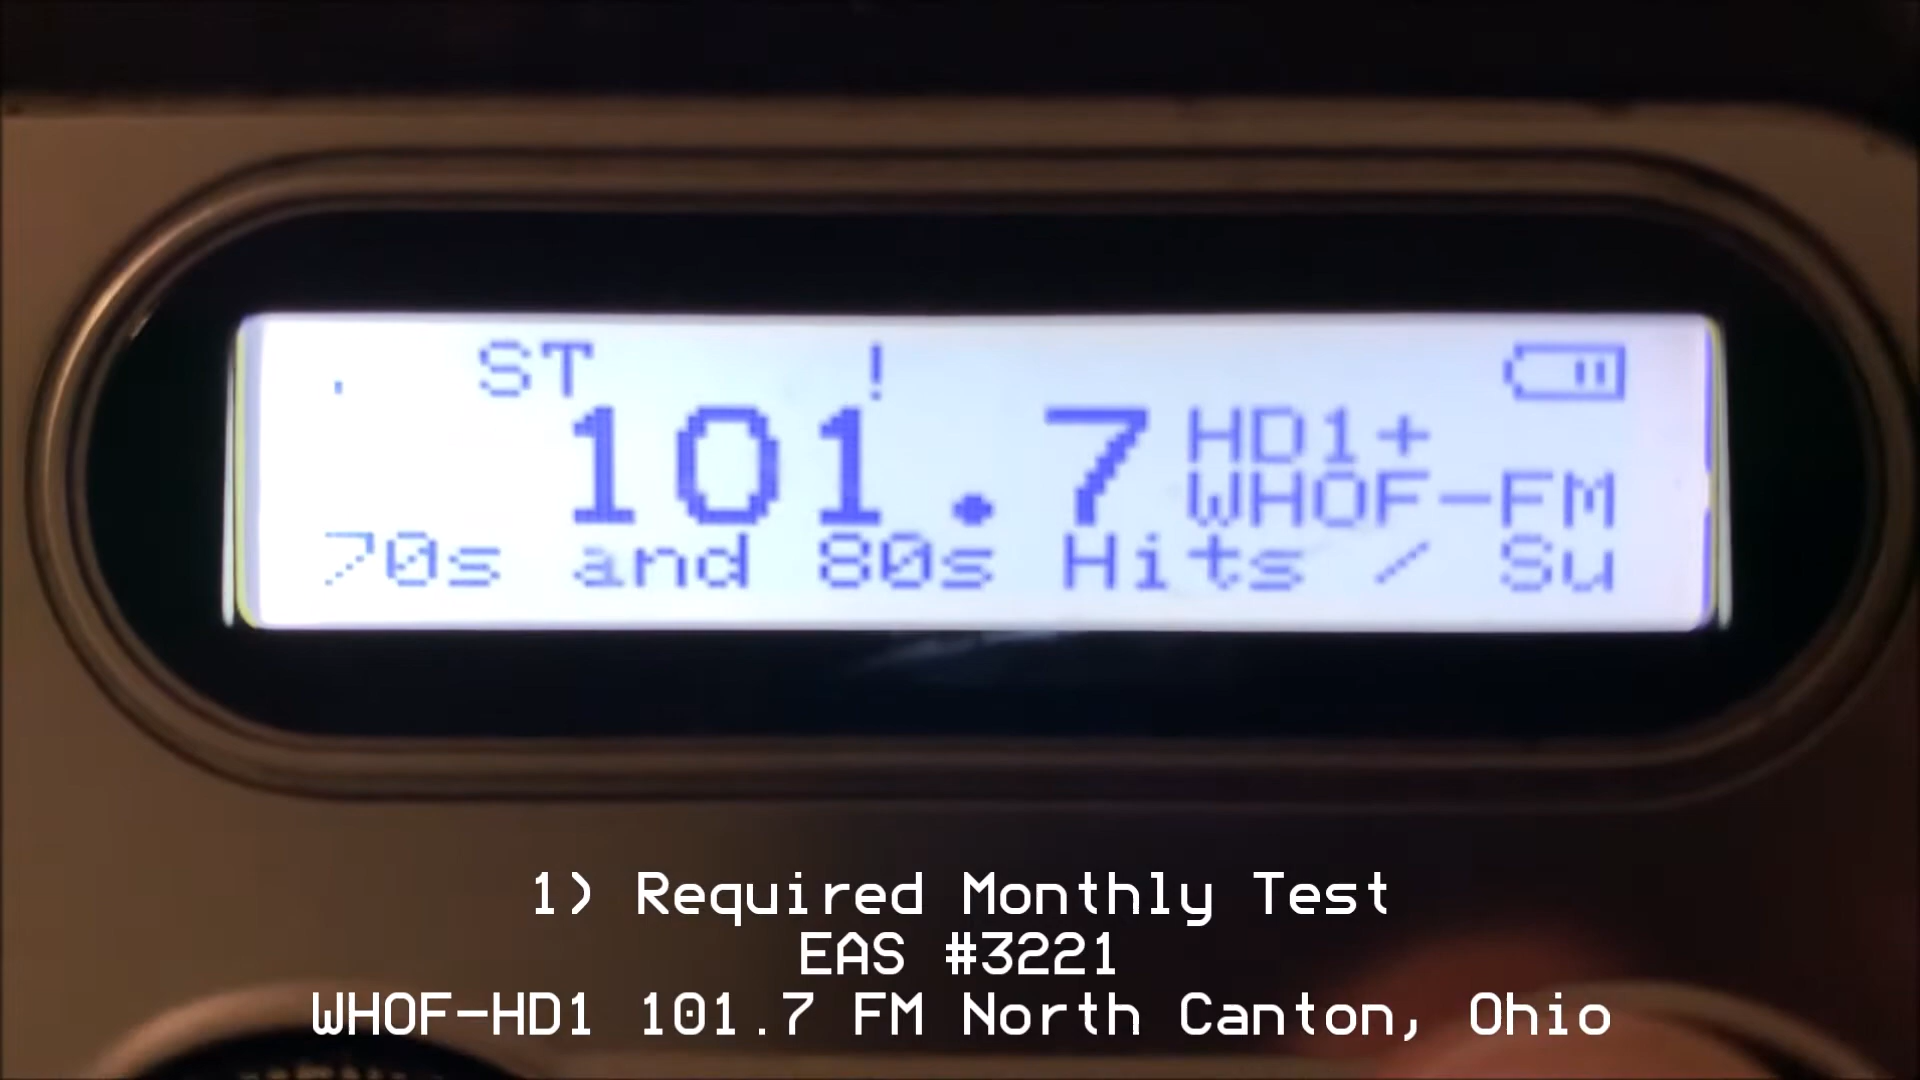 ST !
101.7 HD1+
WHOF-FM
70s and 80s Hits / Su
1) Required Monthly Test
EAS #3221
WHOF-HD1 101.7 FM North Canton, Ohio